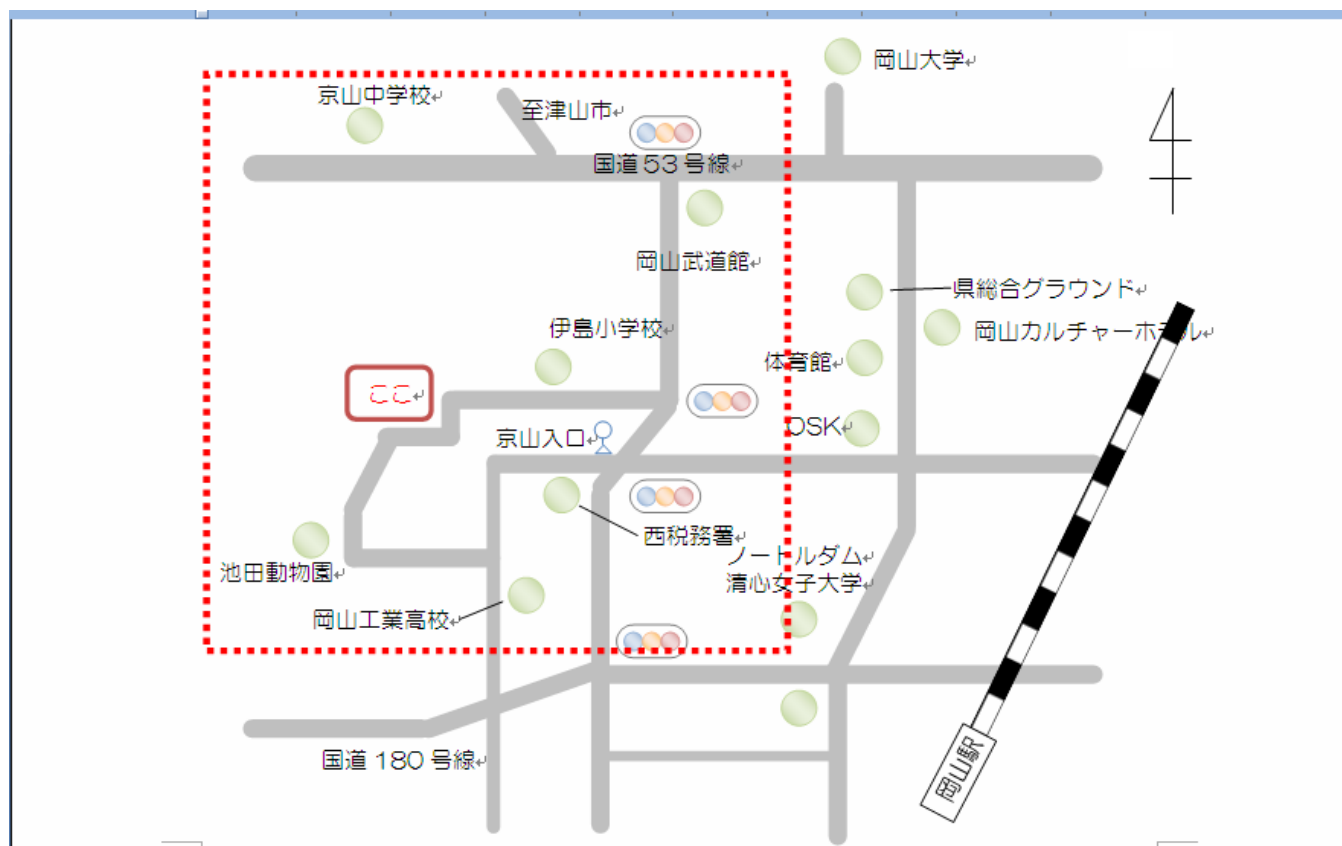 岡山大学
京山中学校
至津山市
国道53号線
岡山武道館
県総合グラウンド
岡山カルチャーホテル
伊島小学校
体育館
ここ
OSK
京山入口
西税務署
ノートルダム
清心女子大学
池田動物園
岡山工業高校
国道180号線
岡山駅